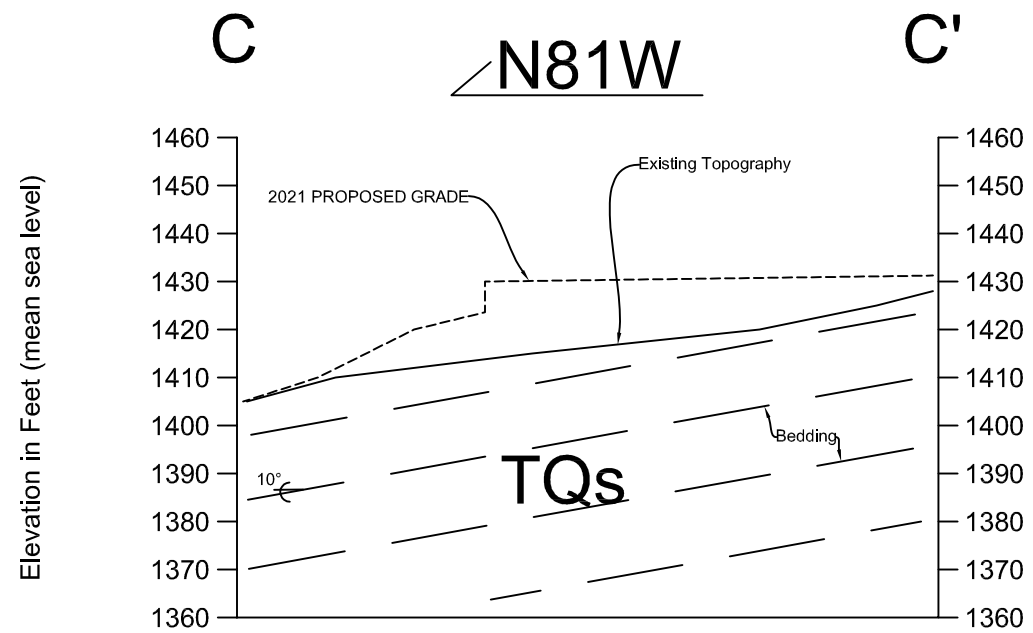 C
C'
N81W
1460
1460
Existing Topography
1450
2021 PROPOSED GRADE
1450
1440
1440
1430
1430
1420
1420
1410
1410
1400
1400
Bedding
1390
10°
TQs
1390
1380
1380
1370
1370
1360
1360
Elevation in Feet (mean sea level)